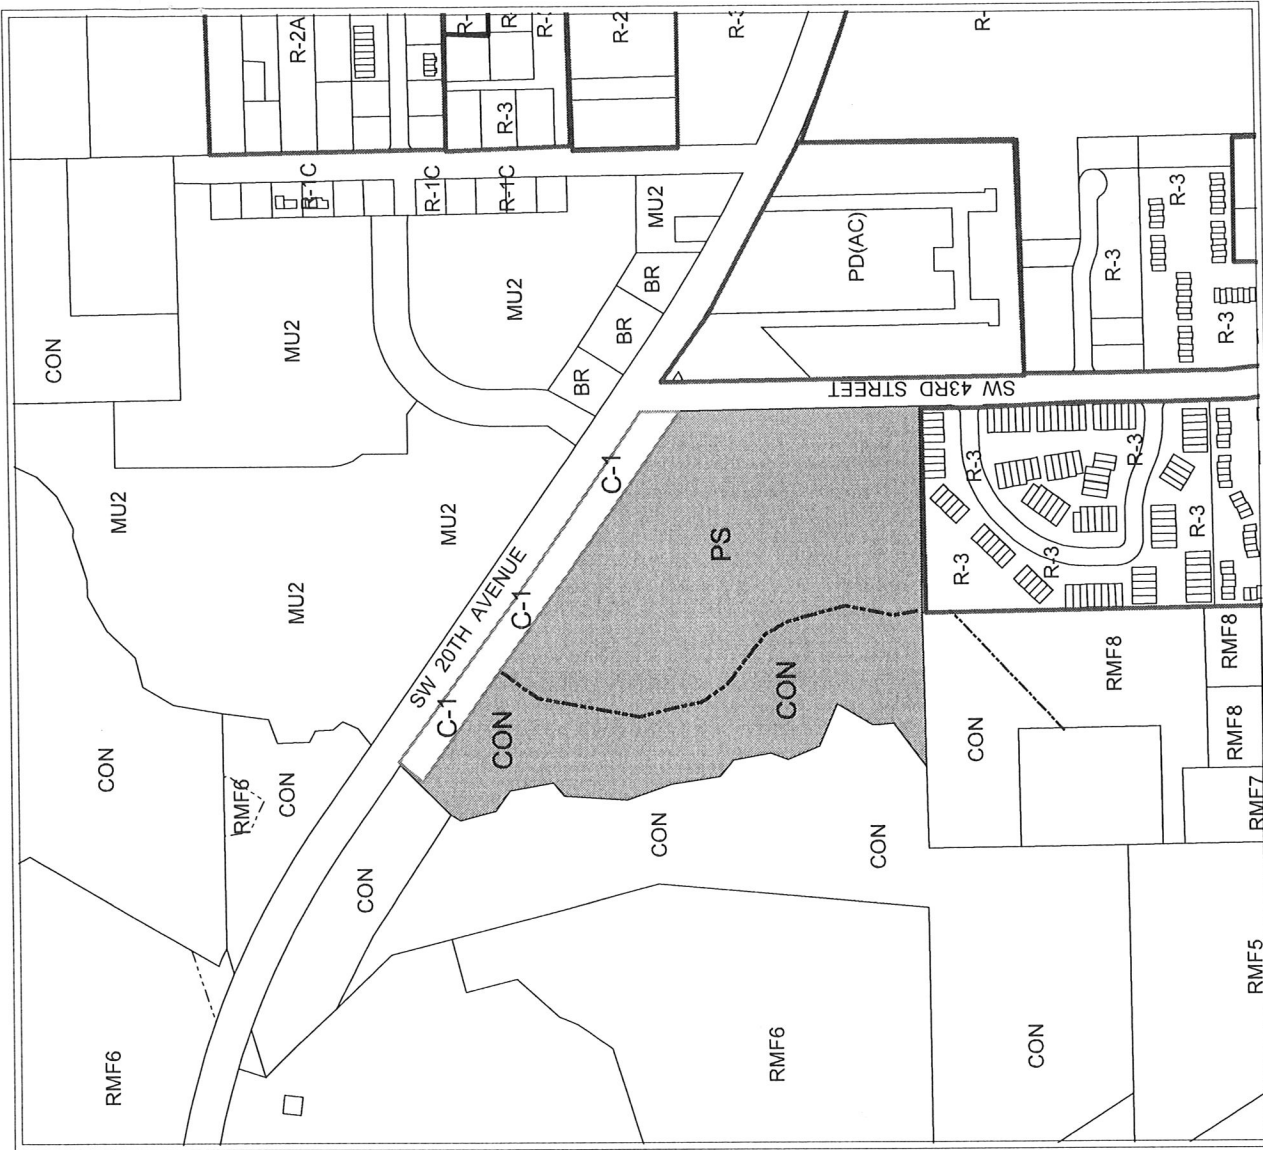 R-2A
R-
R-
R-
R-2
R-
R-3
R-1C
R-1C
R-1C
MU2
CON
MU2
MU2
BR
BR
BR
PD(AC)
R-3
R-3
R-3
SW 43RD STREET
MU2
MU2
MU2
SW 20TH AVENUE
C-1
C-1
C-1
PS
R-3
R-3
R-3
R-3
R-3
CON
CON
RMF8
RMF8
RMF8
RMF7
CON
CON
RMF6
CON
CON
CON
CON
RMF6
RMF6
CON
RMF5